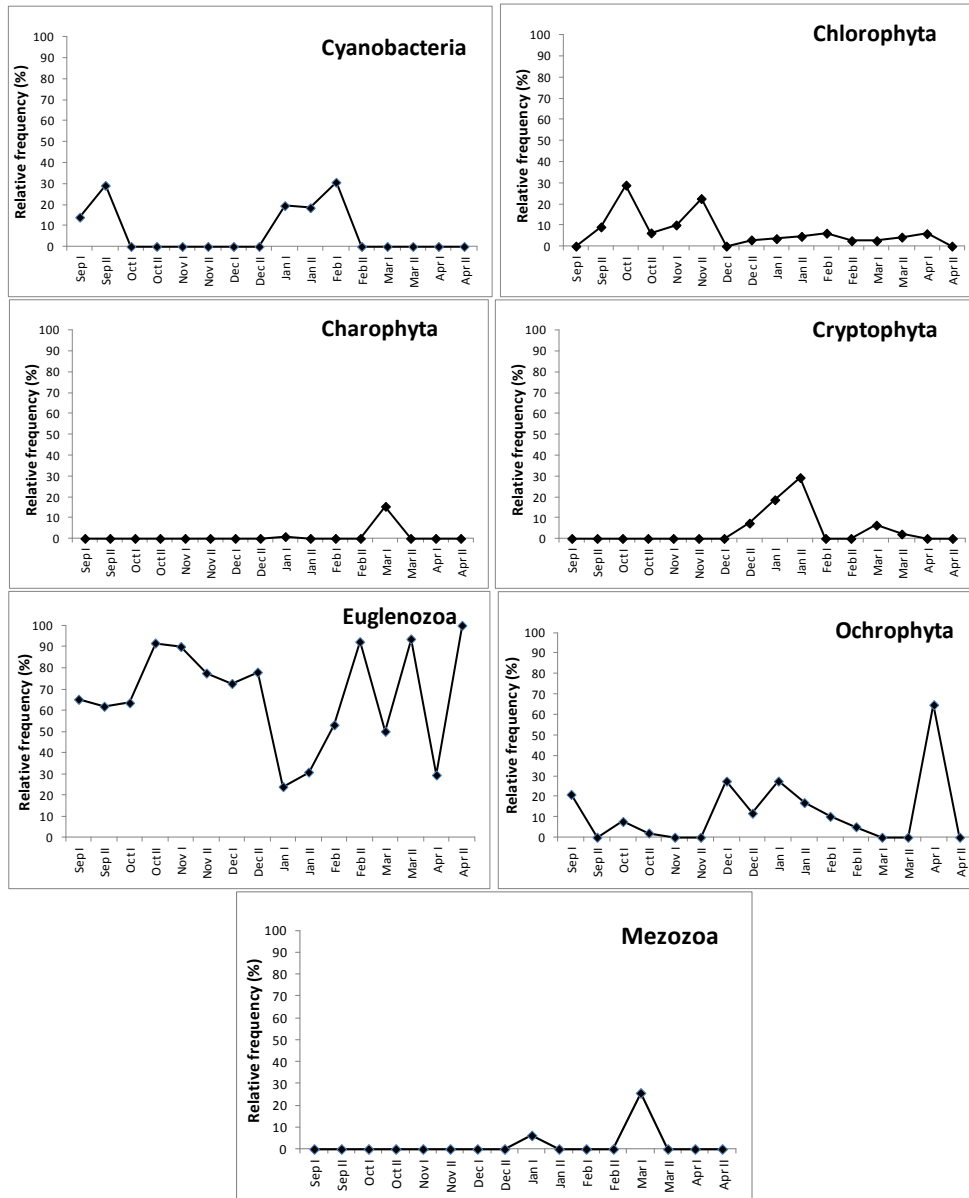 Cyanobacteria
Relative frequency (%)
100
90
80
70
60
50
40
30
20
10
0
Sep I
Sep II
Oct I
Oct II
Nov I
Nov II
Dec I
Dec II
Jan I
Jan II
Feb I
Feb II
Mar I
Mar II
Apr I
Apr II
Chlorophyta
Relative frequency (%)
100
90
80
70
60
50
40
30
20
10
0
Sep I
Sep II
Oct I
Oct II
Nov I
Nov II
Dec I
Dec II
Jan I
Jan II
Feb I
Feb II
Mar I
Mar II
Apr I
Apr II
Charophyta
Relative frequency (%)
100
90
80
70
60
50
40
30
20
10
0
Sep I
Sep II
Oct I
Oct II
Nov I
Nov II
Dec I
Dec II
Jan I
Jan II
Feb I
Feb II
Mar I
Mar II
Apr I
Apr II
Cryptophyta
Relative frequency (%)
100
90
80
70
60
50
40
30
20
10
0
Sep I
Sep II
Oct I
Oct II
Nov I
Nov II
Dec I
Dec II
Jan I
Jan II
Feb I
Feb II
Mar I
Mar II
Apr I
Apr II
Euglenozoa
Relative frequency (%)
100
90
80
70
60
50
40
30
20
10
0
Sep I
Sep II
Oct I
Oct II
Nov I
Nov II
Dec I
Dec II
Jan I
Jan II
Feb I
Feb II
Mar I
Mar II
Apr I
Apr II
Ochrophyta
Relative frequency (%)
100
90
80
70
60
50
40
30
20
10
0
Sep I
Sep II
Oct I
Oct II
Nov I
Nov II
Dec I
Dec II
Jan I
Jan II
Feb I
Feb II
Mar I
Mar II
Apr I
Apr II
Mezozoa
Relative frequency (%)
100
90
80
70
60
50
40
30
20
10
0
Sep I
Sep II
Oct I
Oct II
Nov I
Nov II
Dec I
Dec II
Jan I
Jan II
Feb I
Feb II
Mar I
Mar II
Apr I
Apr II